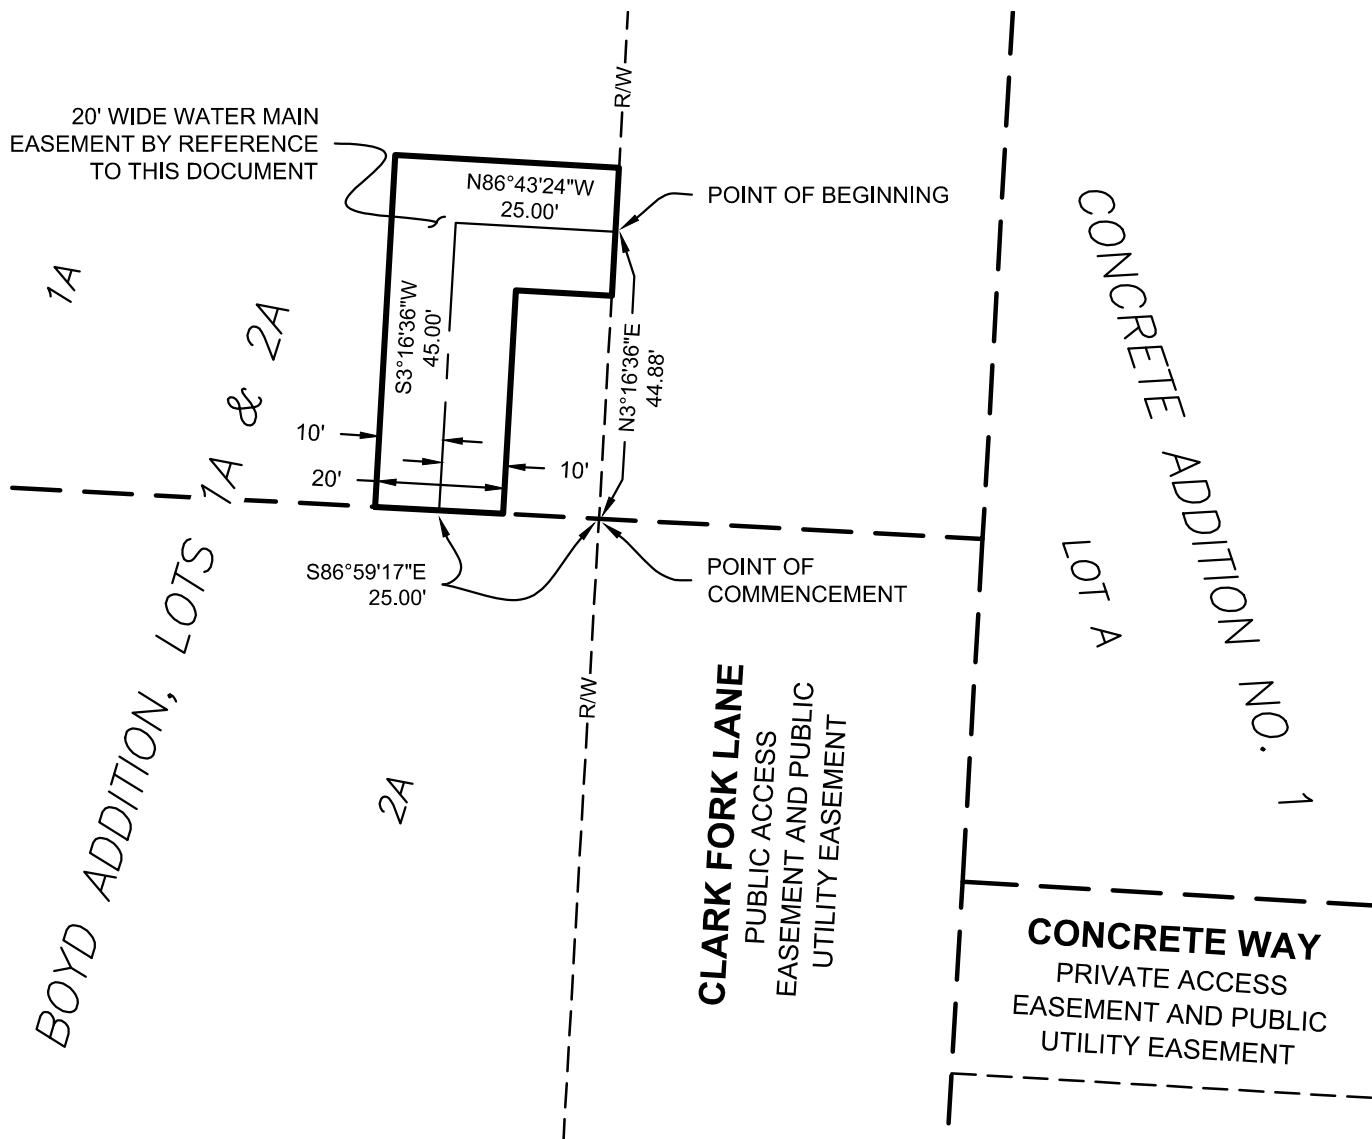 R/W
20' WIDE WATER MAIN
EASEMENT BY REFERENCE
TO THIS DOCUMENT
N86°43'24"W
25.00'
POINT OF BEGINNING
1A
S3°16'36"W
45.00'
N3°16'36"E
44.88'
10'
10'
20'
S86°59'17"E
25.00'
POINT OF
COMMENCEMENT
BOYD ADDITION, LOTS 1A & 2A
CONCRETE ADDITION NO. 1
LOT A
R/W
2A
CLARK FORK LANE
PUBLIC ACCESS
EASEMENT AND PUBLIC
UTILITY EASEMENT
CONCRETE WAY
PRIVATE ACCESS
EASEMENT AND PUBLIC
UTILITY EASEMENT